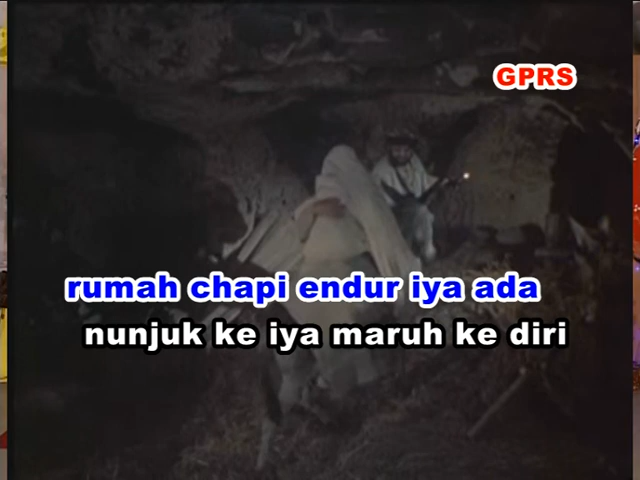 GPRS
rumah chapi endur iya ada
nunjuk ke iya maruh ke diri